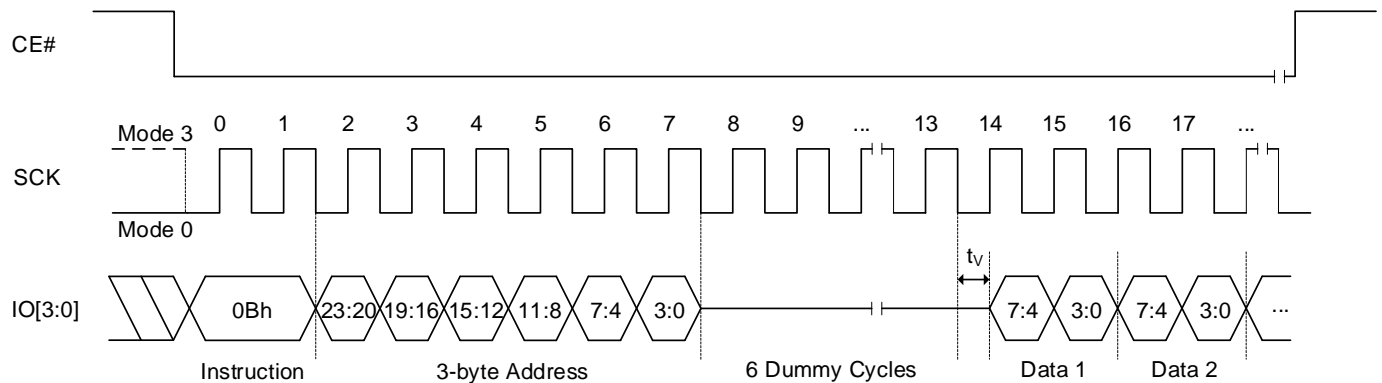 CE#
0 1 2 3 4 5 6 7 8 9 ... 13 14 15 16 17 ...
Mode 3
SCK
Mode 0
tV
IO[3:0] 0Bh 23:20 19:16 15:12 11:8 7:4 3:0 7:4 3:0 7:4 3:0 ...
Instruction 3-byte Address 6 Dummy Cycles Data 1 Data 2